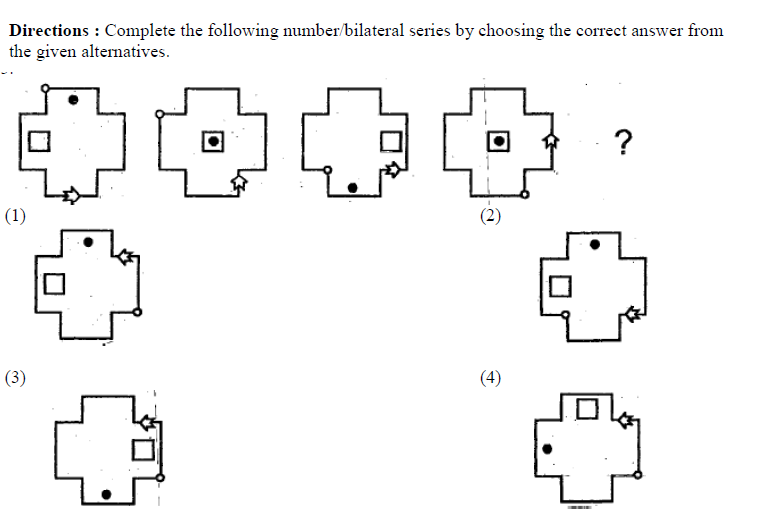 Directions : Complete the following number/bilateral series by choosing the correct answer from
the given alternatives.
?
(1)
(2)
(3)
(4)